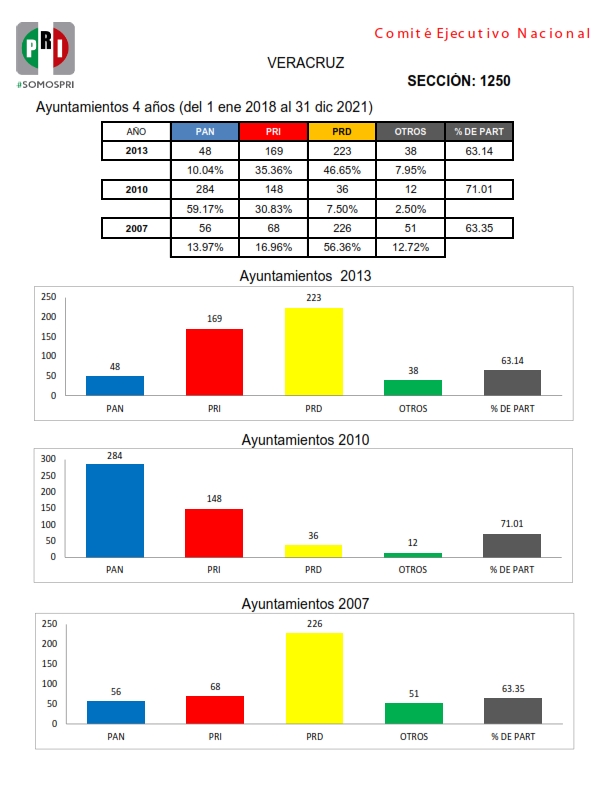 Comité Ejecutivo Nacional
PRI
#SOMOSPRI
VERACRUZ
SECCIÓN: 1250
Ayuntamientos 4 años (del 1 ene 2018 al 31 dic 2021)
AÑO PAN PRI PRD OTROS % DE PART
2013 48 169 223 38 63.14
10.04% 35.36% 46.65% 7.95%
2010 284 148 36 12 71.01
59.17% 30.83% 7.50% 2.50%
2007 56 68 226 51 63.35
13.97% 16.96% 56.36% 12.72%
Ayuntamientos 2013
250
200
150
100
50
0
48 169 223 38 63.14
PAN PRI PRD OTROS % DE PART
Ayuntamientos 2010
300
250
200
150
100
50
0
284 148 36 12 71.01
PAN PRI PRD OTROS % DE PART
Ayuntamientos 2007
250
200
150
100
50
0
56 68 226 51 63.35
PAN PRI PRD OTROS % DE PART